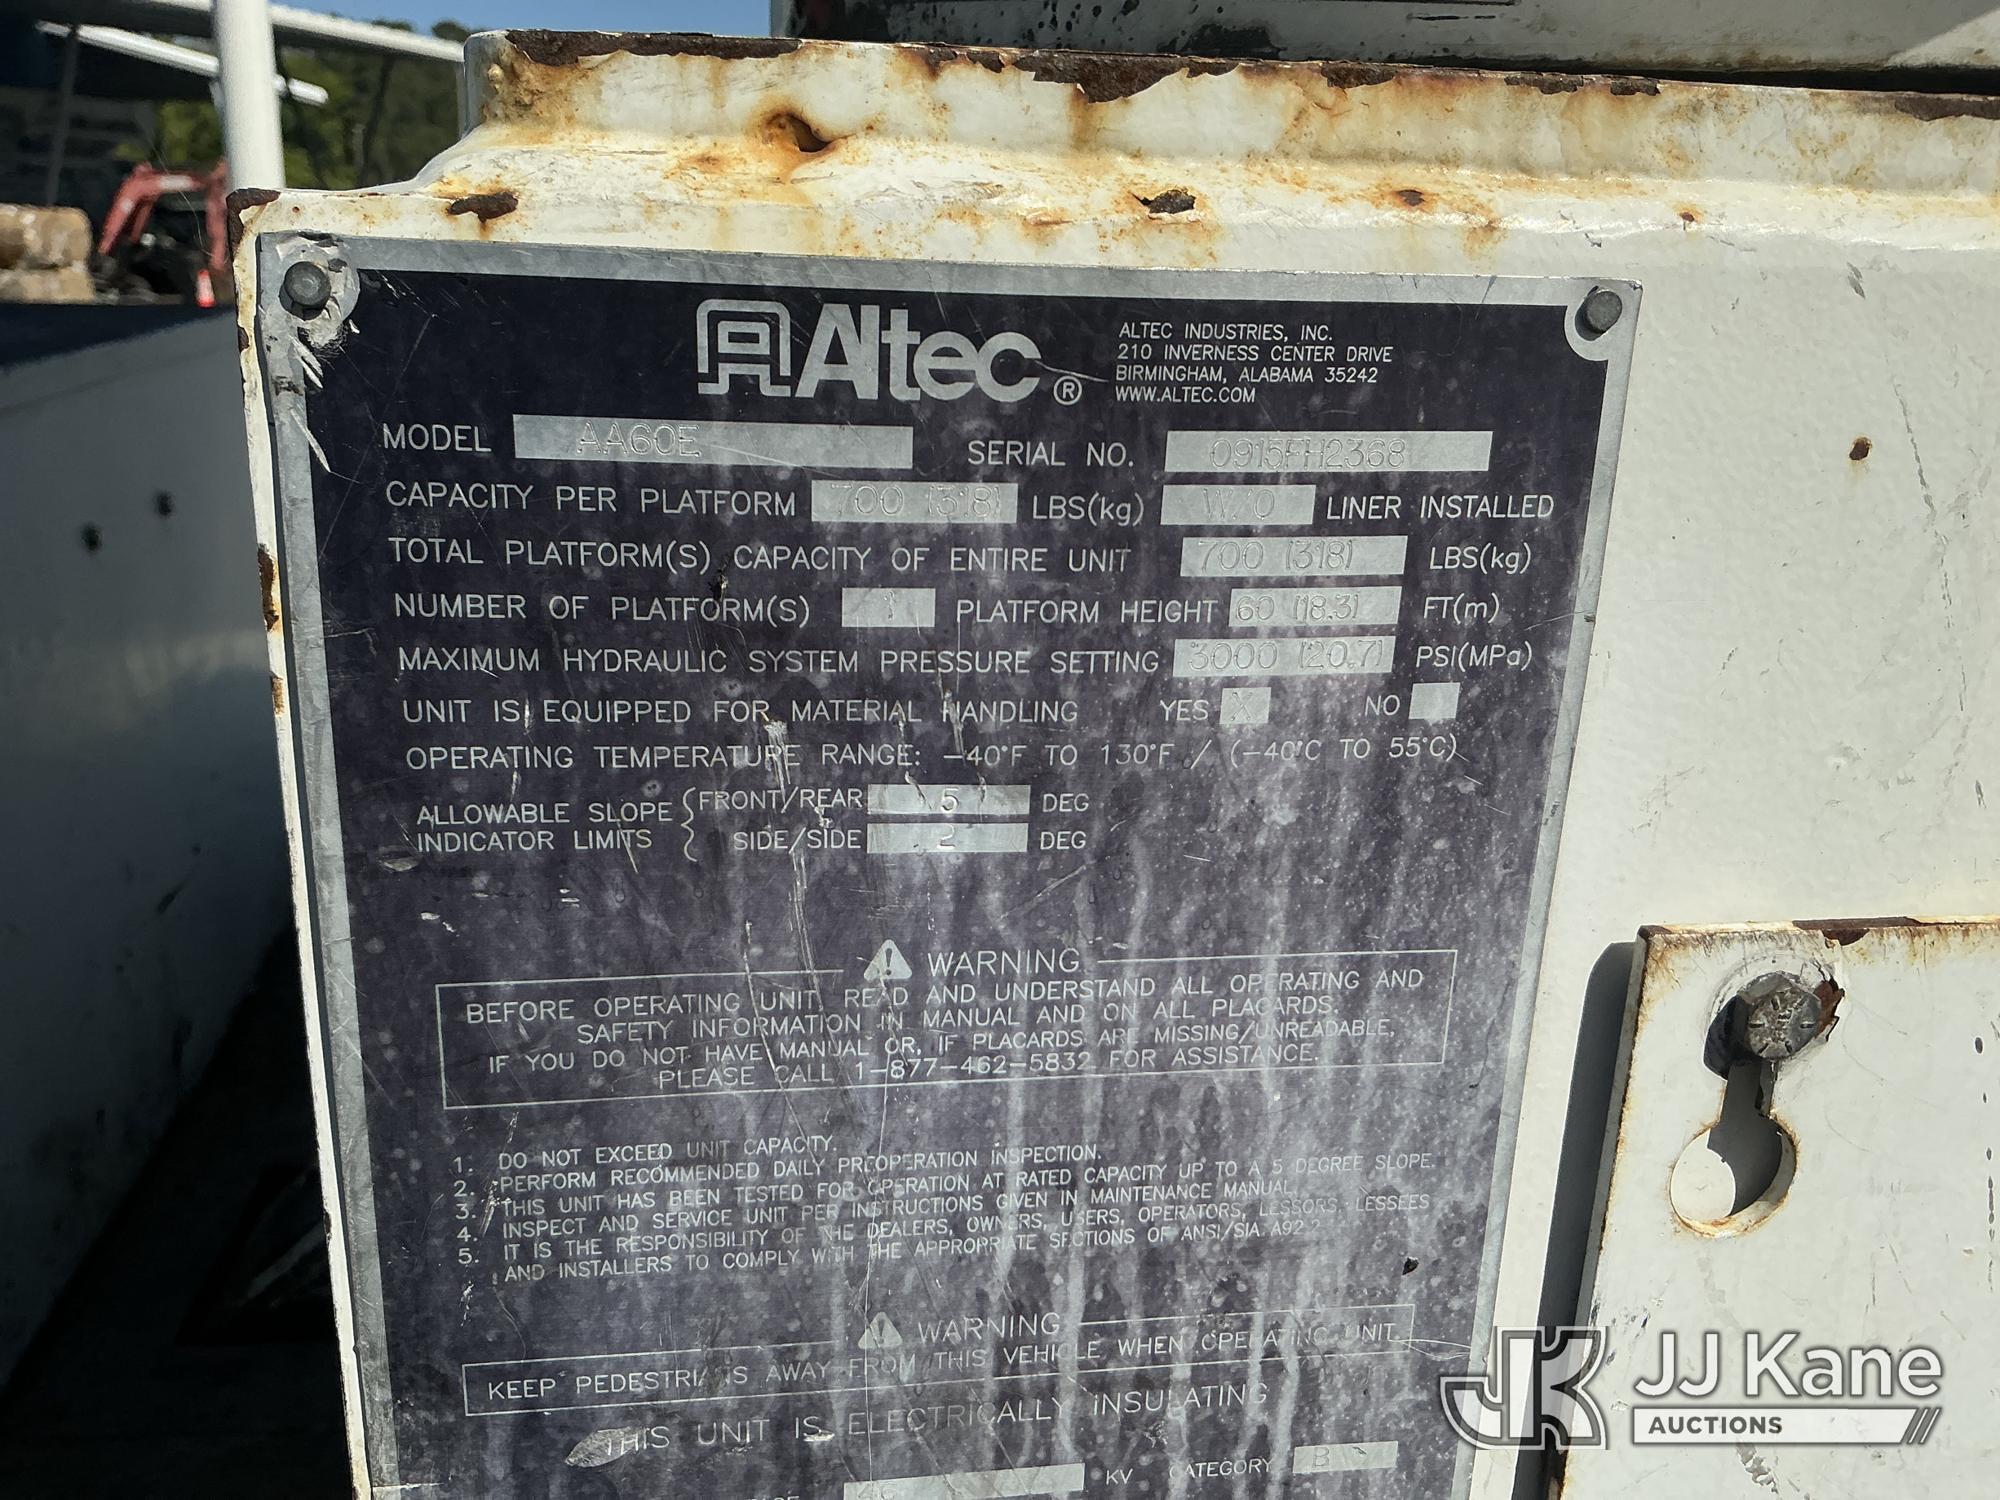 Altec®
ALTEC INDUSTRIES, INC.
210 INVERNESS CENTER DRIVE
BIRMINGHAM, ALABAMA 35242
WWW.ALTEC.COM
MODEL AA60E SERIAL NO. 0915FH2368
CAPACITY PER PLATFORM 700 (318) LBS(kg) W/O LINER INSTALLED
TOTAL PLATFORM(S) CAPACITY OF ENTIRE UNIT 700 (318) LBS(kg)
NUMBER OF PLATFORM(S) 1 PLATFORM HEIGHT 60 (18.3) FT(m)
MAXIMUM HYDRAULIC SYSTEM PRESSURE SETTING 3000 (20.7) PSI(MPa)
UNIT IS EQUIPPED FOR MATERIAL HANDLING YES X NO
OPERATING TEMPERATURE RANGE: -40°F TO 130°F / (-40°C TO 55°C)
ALLOWABLE SLOPE INDICATOR LIMITS { FRONT/REAR 5 DEG
SIDE/SIDE 2 DEG
WARNING
BEFORE OPERATING UNIT, READ AND UNDERSTAND ALL OPERATING AND
SAFETY INFORMATION IN MANUAL AND ON ALL PLACARDS.
IF YOU DO NOT HAVE MANUAL OR, IF PLACARDS ARE MISSING/UNREADABLE,
PLEASE CALL 1-877-462-5832 FOR ASSISTANCE.
1. DO NOT EXCEED UNIT CAPACITY.
2. PERFORM RECOMMENDED DAILY PREOPERATION INSPECTION.
3. THIS UNIT HAS BEEN TESTED FOR OPERATION AT RATED CAPACITY UP TO A 5 DEGREE SLOPE.
4. INSPECT AND SERVICE UNIT PER INSTRUCTIONS GIVEN IN MAINTENANCE MANUAL.
5. IT IS THE RESPONSIBILITY OF THE DEALERS, OWNERS, USERS, OPERATORS, LESSORS, LESSEES
AND INSTALLERS TO COMPLY WITH THE APPROPRIATE SECTIONS OF ANSI/SIA A92.2
WARNING
KEEP PEDESTRIANS AWAY FROM THIS VEHICLE WHEN OPERATING UNIT.
THIS UNIT IS ELECTRICALLY INSULATING
46 KV CATEGORY B
JJ Kane
AUCTIONS